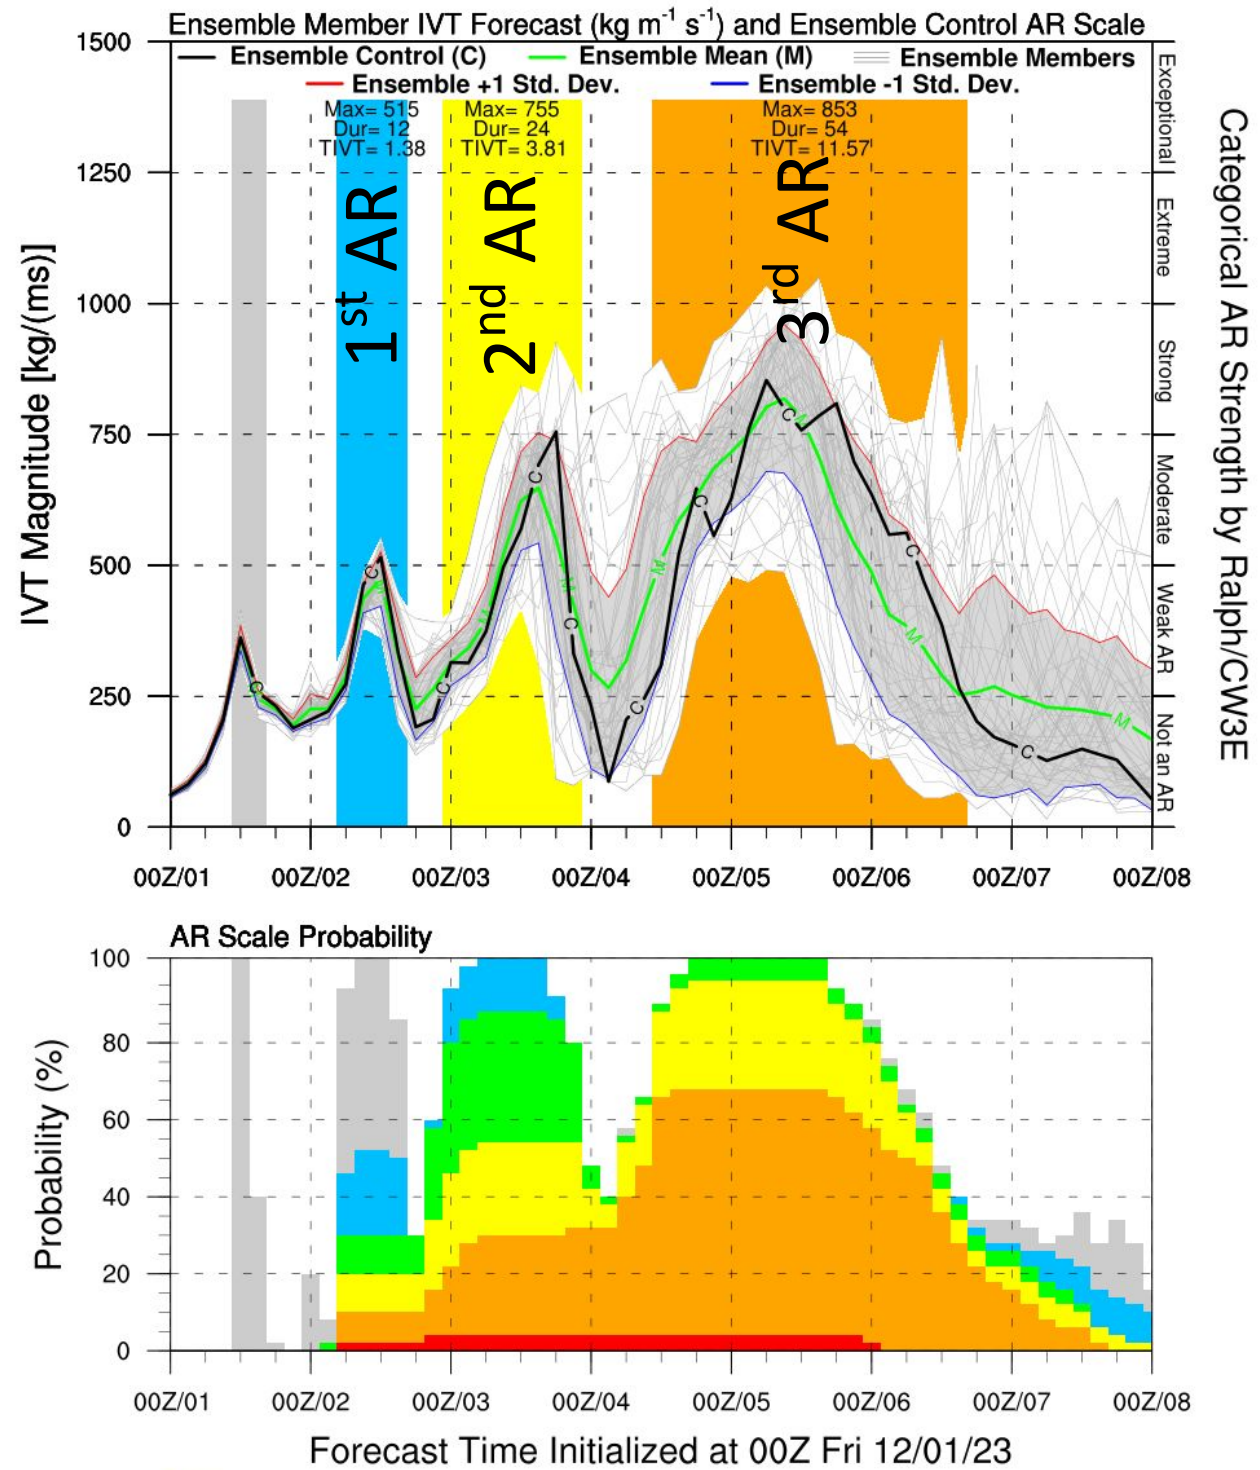 Ensemble Member IVT Forecast (kg m-1 s-1) and Ensemble Control AR Scale
Ensemble Control (C)
Ensemble Mean (M)
Ensemble Members
Ensemble +1 Std. Dev.
Ensemble -1 Std. Dev.
Max= 515
Dur= 12
TIVT= 1.38
Max= 755
Dur= 24
TIVT= 3.81
Max= 853
Dur= 54
TIVT= 11.57
1st AR
2nd AR
3rd AR
IVT Magnitude [kg/(ms)]
1500
1250
1000
750
500
250
0
Exceptional
Extreme
Strong
Moderate
Weak AR
Not an AR
Categorical AR Strength by Ralph/CW3E
C
C
C
C
C
C
C
C
C
C
M
M
M
M
M
M
M
00Z/01
00Z/02
00Z/03
00Z/04
00Z/05
00Z/06
00Z/07
00Z/08
AR Scale Probability
Probability (%)
100
80
60
40
20
0
00Z/01
00Z/02
00Z/03
00Z/04
00Z/05
00Z/06
00Z/07
00Z/08
Forecast Time Initialized at 00Z Fri 12/01/23